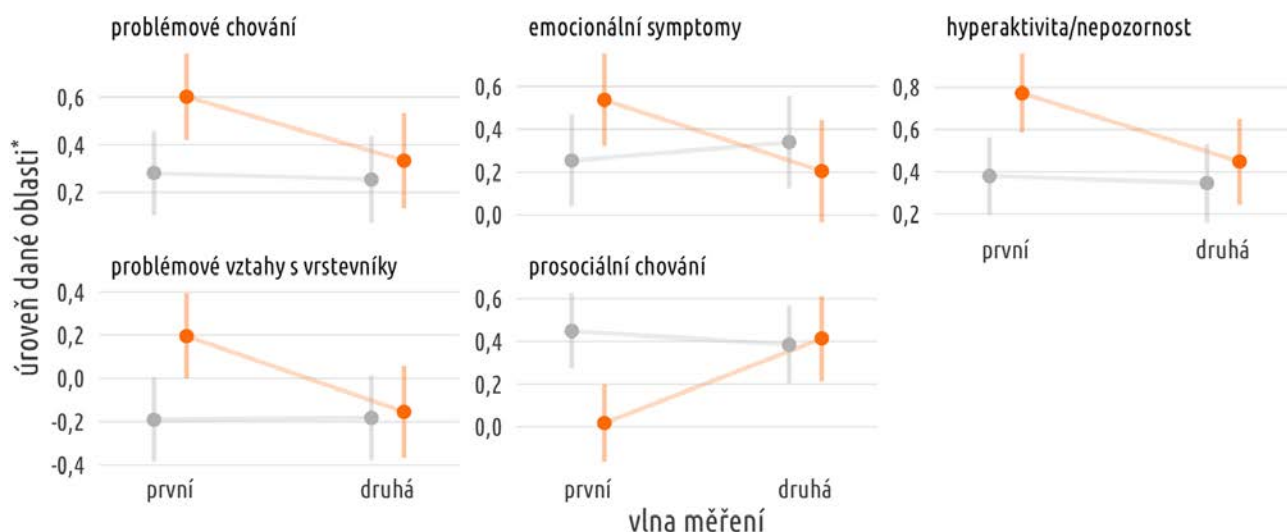 problémové chování
emocionální symptomy
hyperaktivita/nepozornost
0,6
0,4
0,2
0,6
0,4
0,2
0,0
0,8
0,6
0,4
0,2
první
druhá
úroveň dané oblasti*
problémové vztahy s vrstevníky
prosociální chování
0,4
0,2
0,0
-0,2
-0,4
0,6
0,4
0,2
0,0
první
druhá
první
druhá
vlna měření